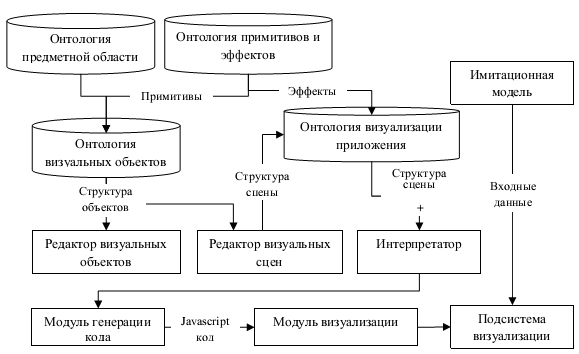 Онтология
предметной области
Онтология примитивов и
эффектов
Имитационная
модель
Примитивы
Эффекты
Онтология
визуальных объектов
Онтология визуализации
приложения
Структура
объектов
Структура
сцены
Структура
сцены
+
Входные
данные
Редактор визуальных
объектов
Редактор визуальных
сцен
Интерпретатор
Модуль генерации
кода
Javascript
код
Модуль визуализации
Подсистема
визуализации